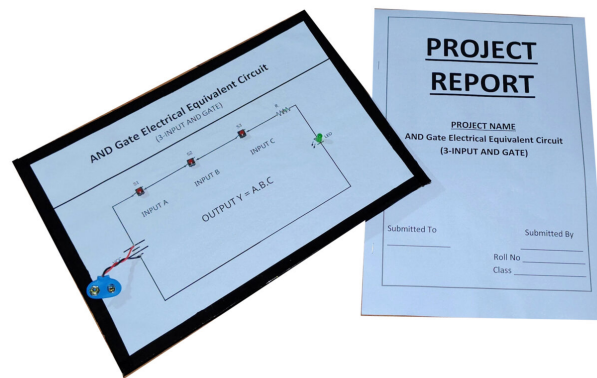 AND Gate Electrical Equivalent Circuit
(3-INPUT AND GATE)
S1
S2
S3
R
LED
INPUT A
INPUT B
INPUT C
OUTPUT Y = A.B.C
PROJECT
REPORT
PROJECT NAME
AND Gate Electrical Equivalent Circuit
(3-INPUT AND GATE)
Submitted To
Submitted By
Roll No
Class